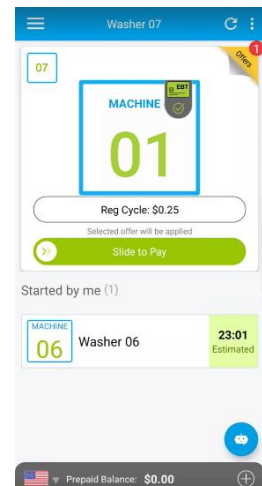 Washer 07
Offers
1
07
EBT
MACHINE
01
Reg Cycle: $0.25
Selected offer will be applied
Slide to Pay
Started by me (1)
MACHINE
06
Washer 06
23:01
Estimated
Prepaid Balance: $0.00